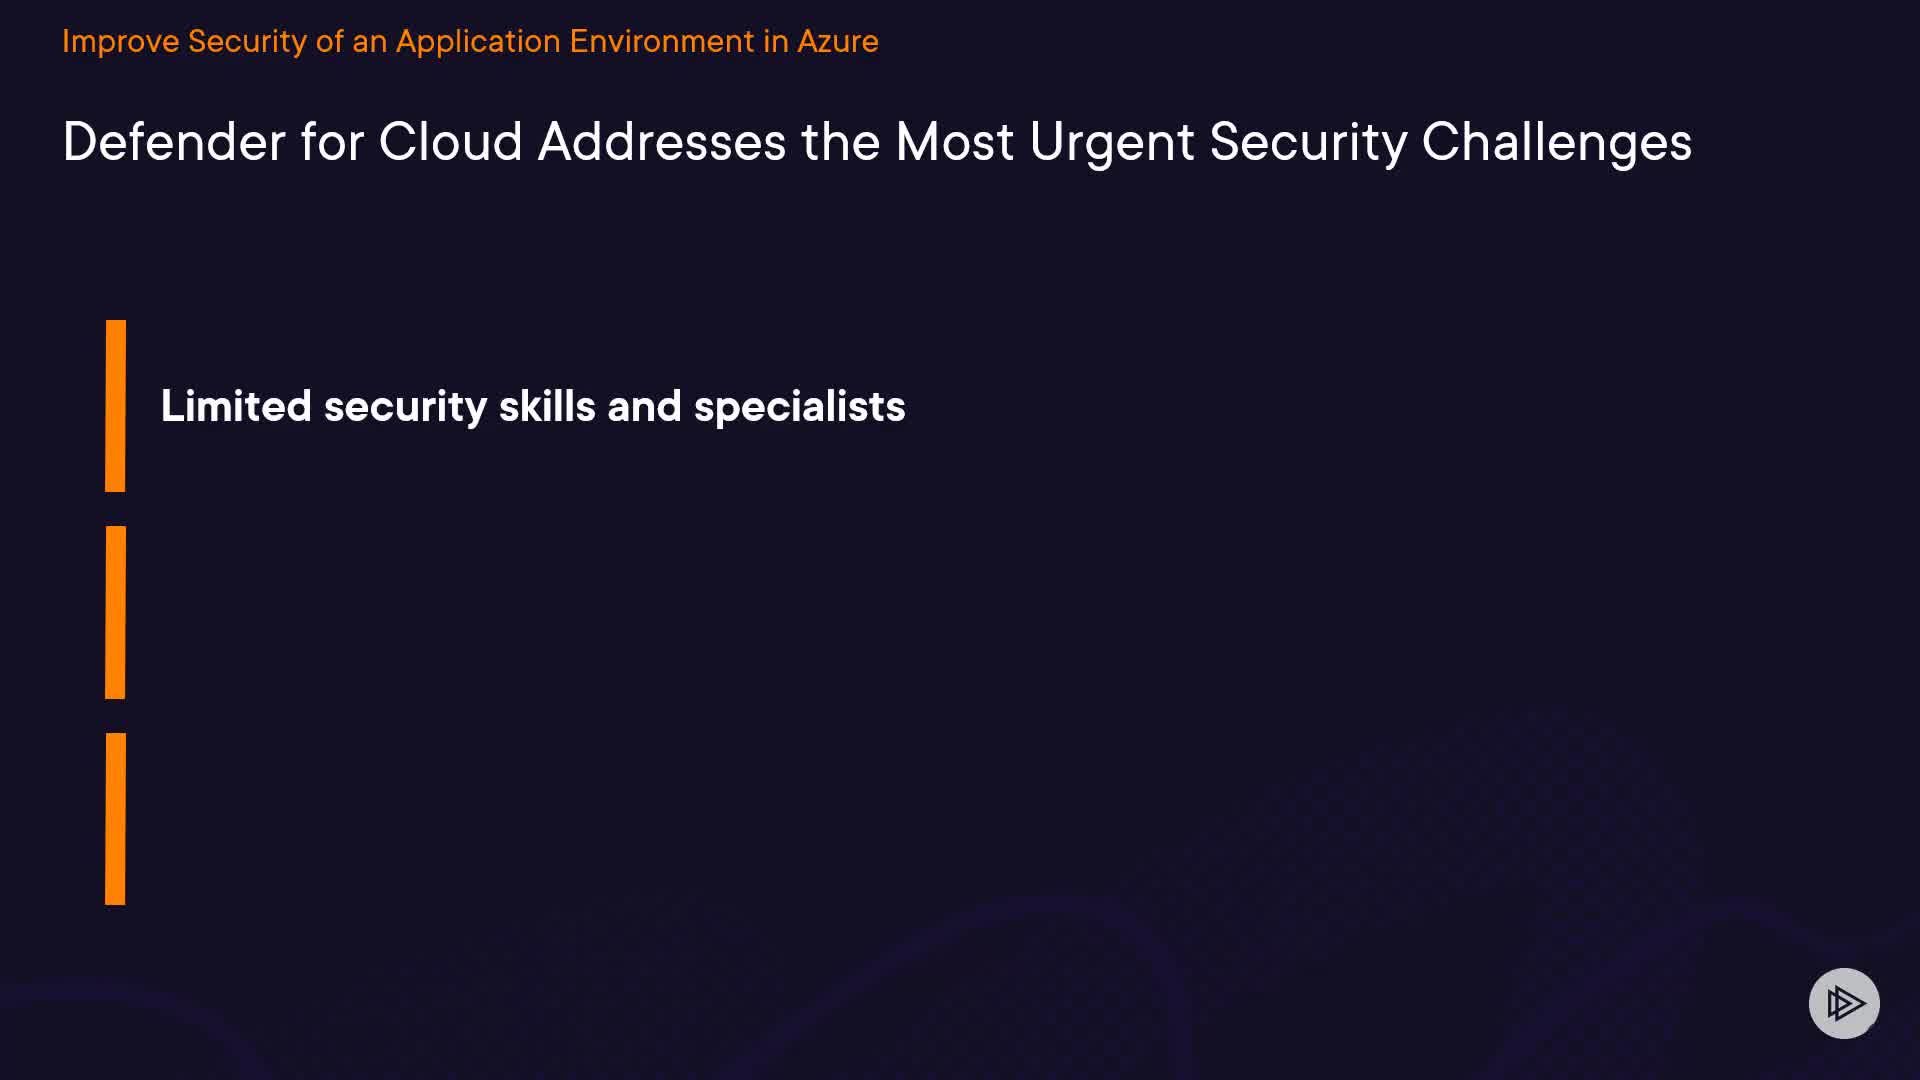 Improve Security of an Application Environment in Azure
Defender for Cloud Addresses the Most Urgent Security Challenges
Limited security skills and specialists